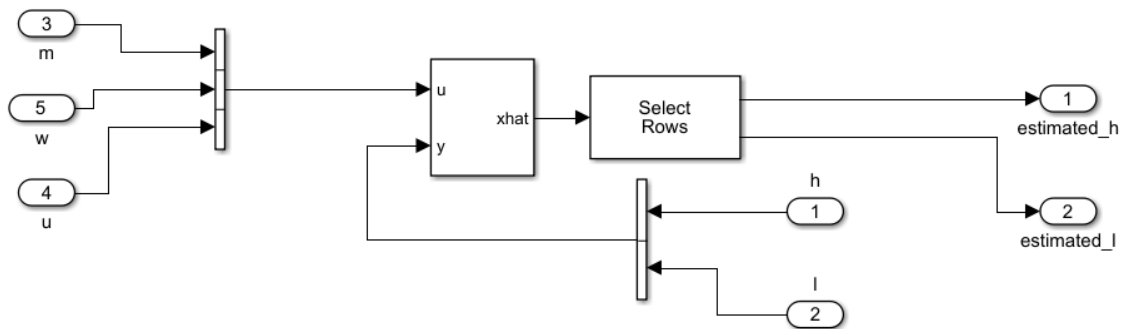 3
m
5
w
4
u
u
y
xhat
Select
Rows
1
estimated_h
2
estimated_l
h
1
l
2